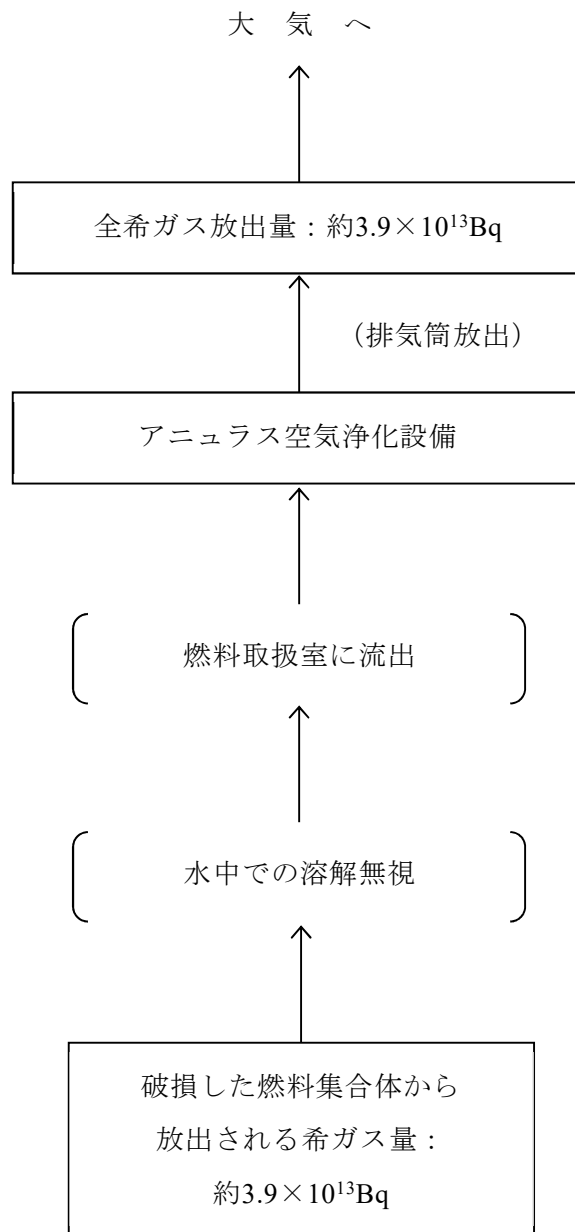 大気へ
全希ガス放出量：約3.9×10¹³Bq
（排気筒放出）
アニュラス空気浄化設備
燃料取扱室に流出
水中での溶解無視
破損した燃料集合体から
放出される希ガス量：
約3.9×10¹³Bq